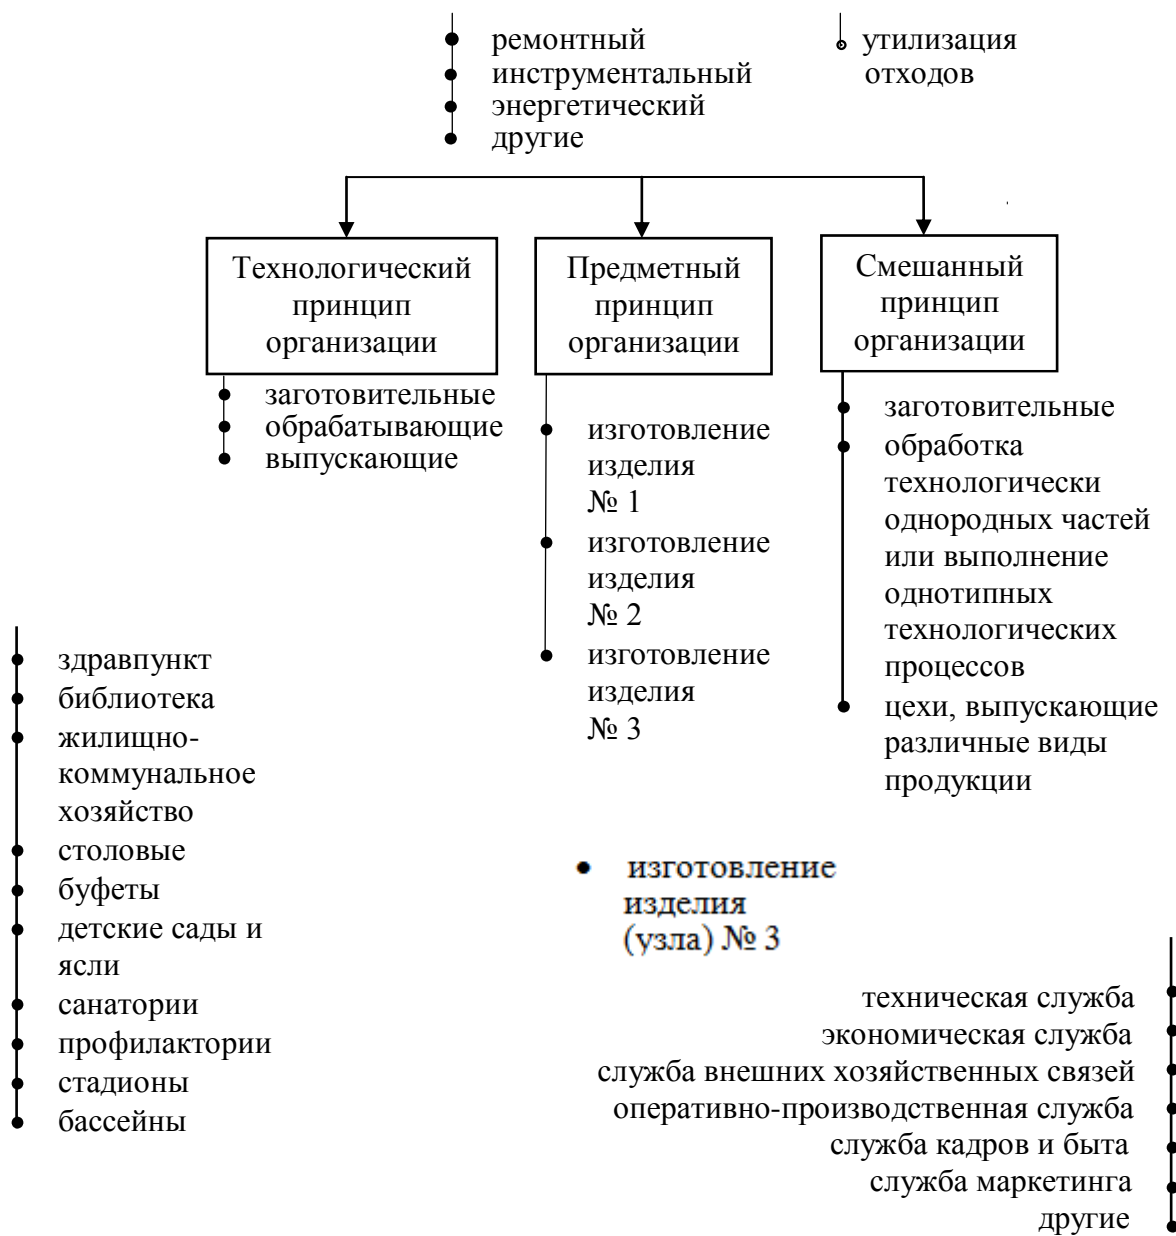 ремонтный
инструментальный
энергетический
другие
утилизация
отходов
Технологический
принцип
организации
Предметный
принцип
организации
Смешанный
принцип
организации
заготовительные
обрабатывающие
выпускающие
изготовление
изделия
№ 1
изготовление
изделия
№ 2
изготовление
изделия
№ 3
заготовительные
обработка
технологически
однородных частей
или выполнение
однотипных
технологических
процессов
цехи, выпускающие
различные виды
продукции
здравпункт
библиотека
жилищно-
коммунальное
хозяйство
столовые
буфеты
детские сады и
ясли
санатории
профилактории
стадионы
бассейны
изготовление
изделия
(узла) № 3
техническая служба
экономическая служба
служба внешних хозяйственных связей
оперативно-производственная служба
служба кадров и быта
служба маркетинга
другие